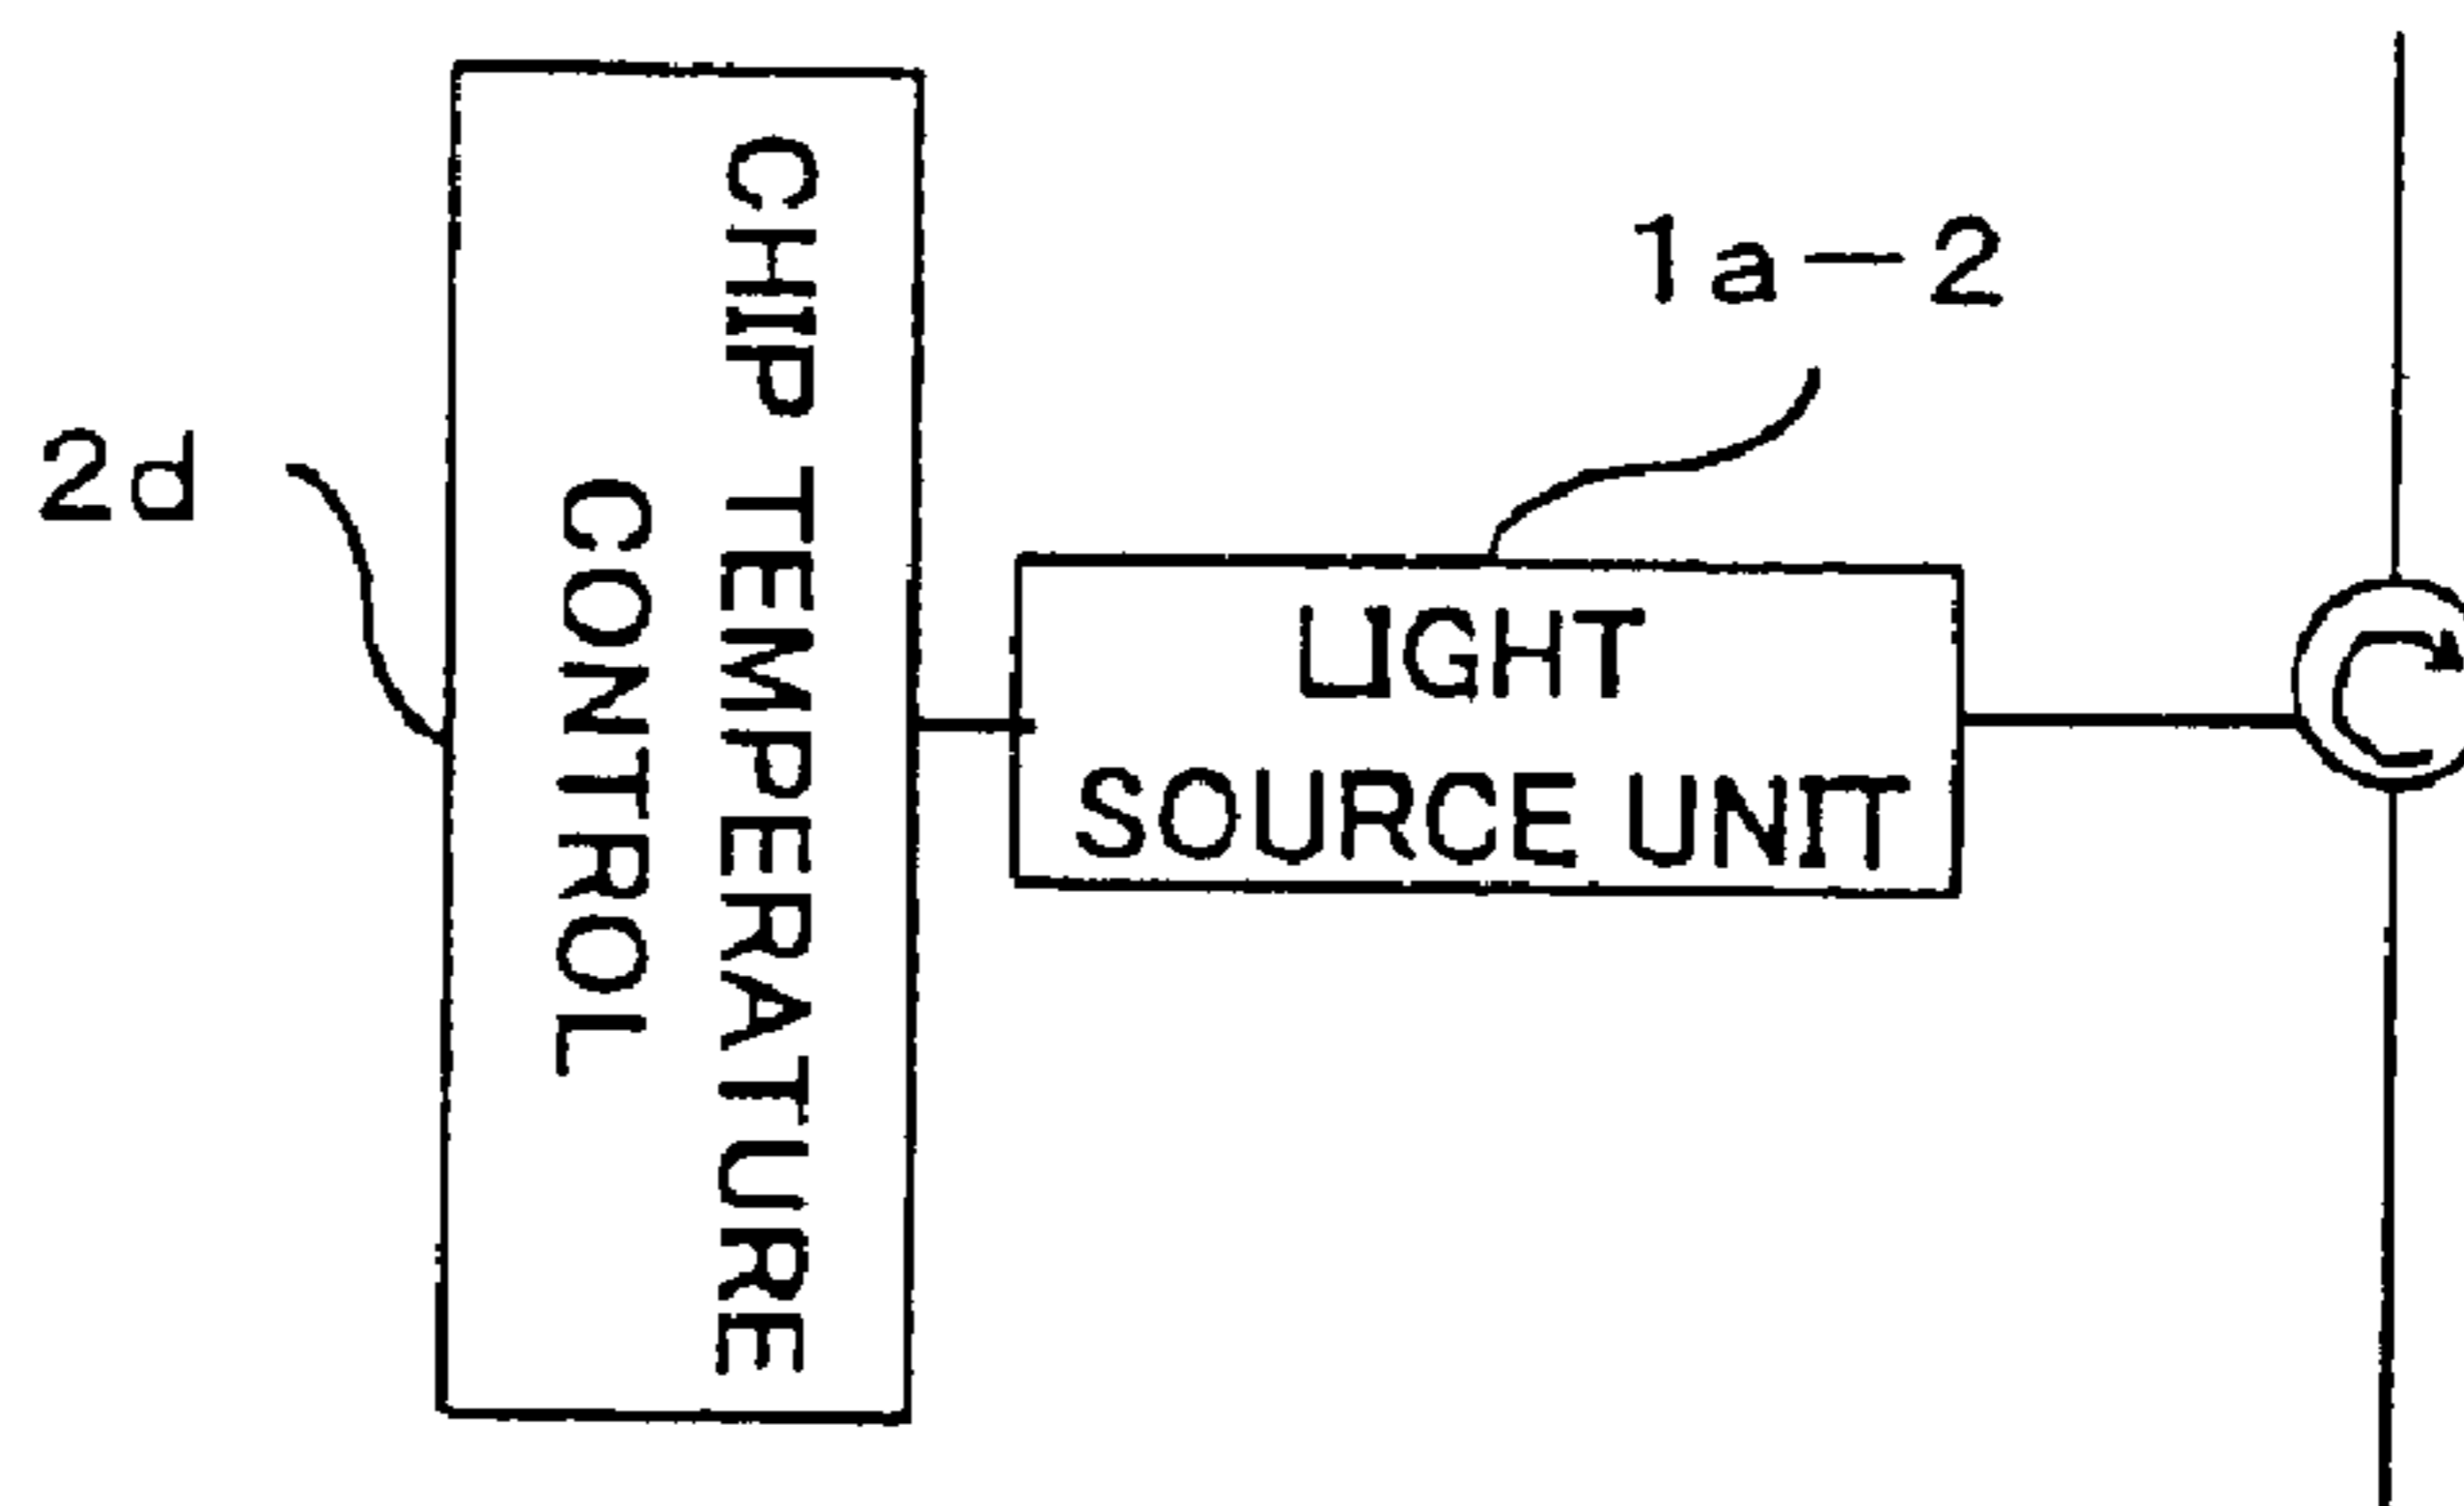 2d
CHIP TEMPERATURE
CONTROL
1a-2
LIGHT
SOURCE UNIT
C